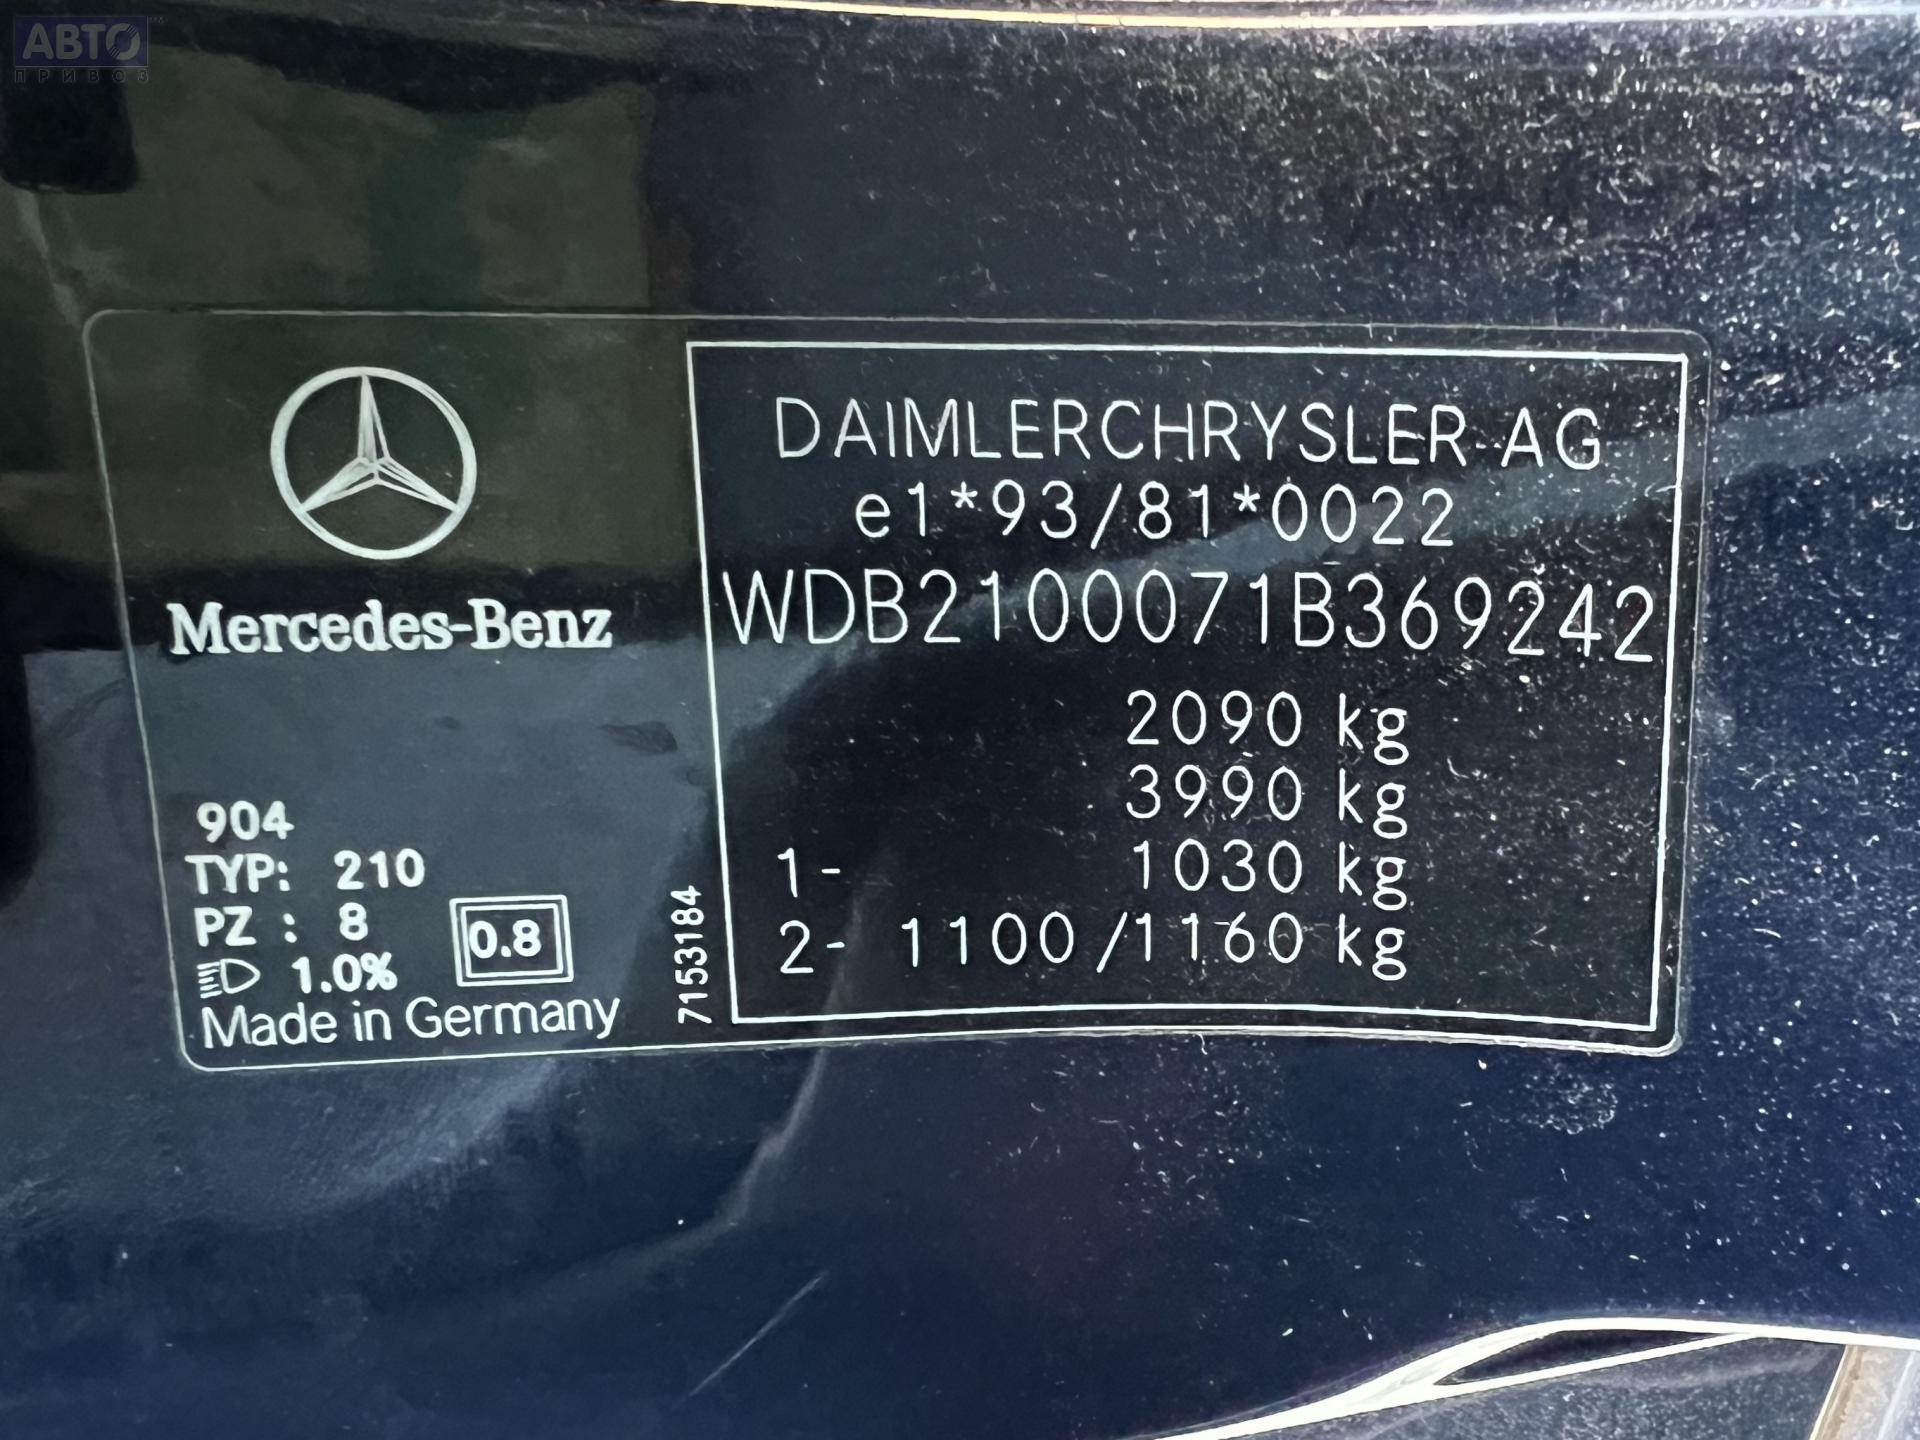 АВТО
ПРИВОЗ
Mercedes-Benz
904
TYP: 210
PZ : 8
1.0%
0.8
Made in Germany
7153184
DAIMLERCHRYSLER AG
e1*93/81*0022
WDB2100071B369242
2090 kg
3990 kg
1- 1030 kg
2- 1100/1160 kg